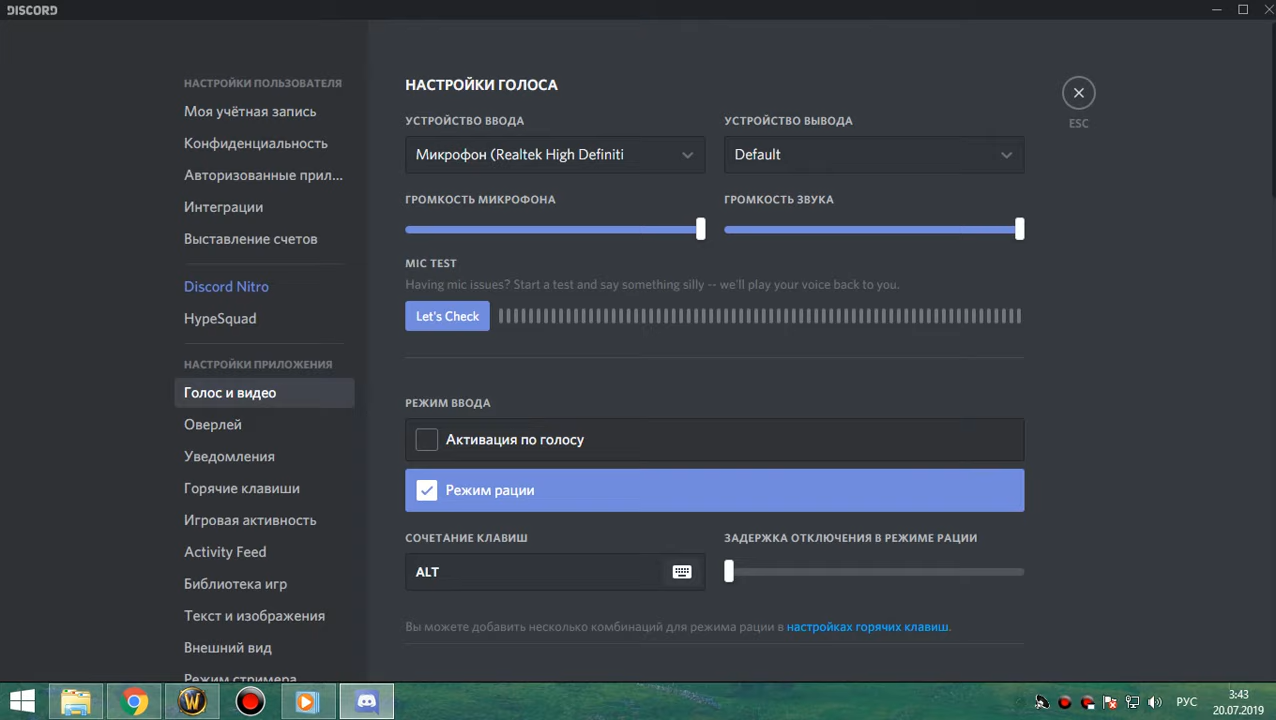 DISCORD
НАСТРОЙКИ ПОЛЬЗОВАТЕЛЯ
Моя учётная запись
Конфиденциальность
Авторизованные прил...
Интеграции
Выставление счетов
Discord Nitro
HypeSquad
НАСТРОЙКИ ПРИЛОЖЕНИЯ
Голос и видео
Оверлей
Уведомления
Горячие клавиши
Игровая активность
Activity Feed
Библиотека игр
Текст и изображения
Внешний вид
Режим стримера
НАСТРОЙКИ ГОЛОСА
УСТРОЙСТВО ВВОДА
Микрофон (Realtek High Definiti
УСТРОЙСТВО ВЫВОДА
Default
ГРОМКОСТЬ МИКРОФОНА
ГРОМКОСТЬ ЗВУКА
MIC TEST
Having mic issues? Start a test and say something silly -- we'll play your voice back to you.
Let's Check
РЕЖИМ ВВОДА
Активация по голосу
Режим рации
СОЧЕТАНИЕ КЛАВИШ
ALT
ЗАДЕРЖКА ОТКЛЮЧЕНИЯ В РЕЖИМЕ РАЦИИ
Вы можете добавить несколько комбинаций для режима рации в настройках горячих клавиш.
ESC
РУС
3:43
20.07.2019